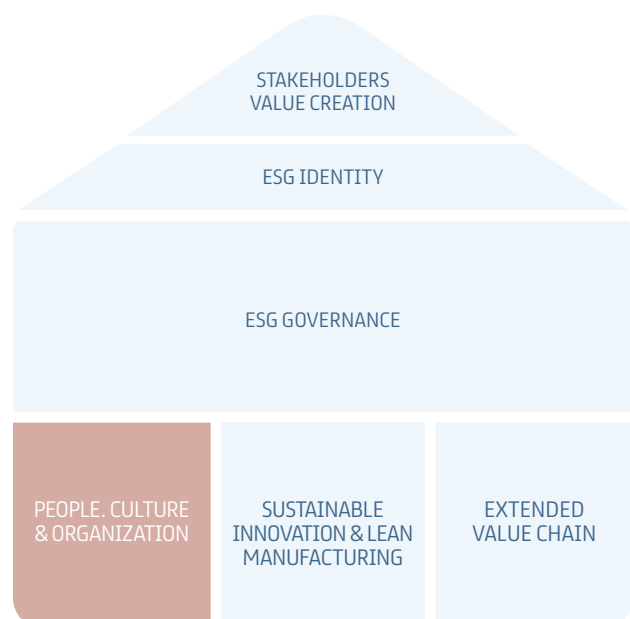 STAKEHOLDERS
VALUE CREATION
ESG IDENTITY
ESG GOVERNANCE
PEOPLE. CULTURE
& ORGANIZATION
SUSTAINABLE
INNOVATION & LEAN
MANUFACTURING
EXTENDED
VALUE CHAIN